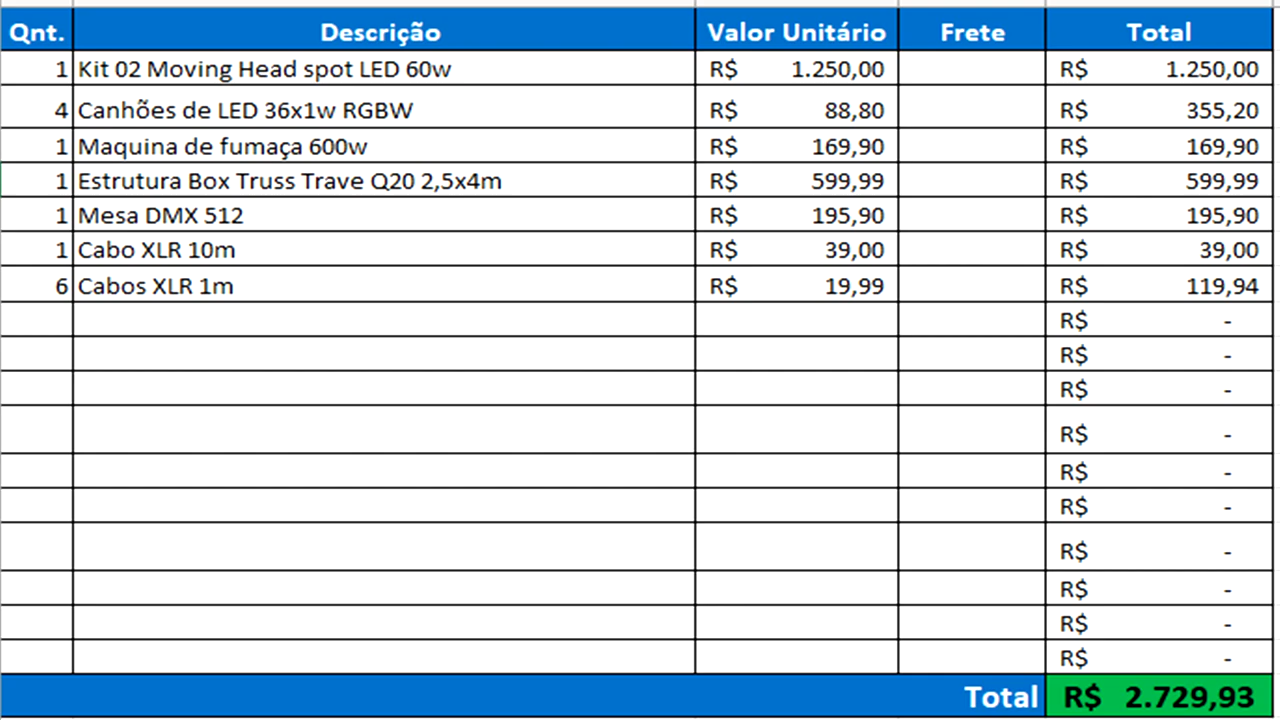 Qnt. Descrição Valor Unitário Frete Total
1 Kit 02 Moving Head spot LED 60w R$ 1.250,00 R$ 1.250,00
4 Canhões de LED 36x1w RGBW R$ 88,80 R$ 355,20
1 Maquina de fumaça 600w R$ 169,90 R$ 169,90
1 Estrutura Box Truss Trave Q20 2,5x4m R$ 599,99 R$ 599,99
1 Mesa DMX 512 R$ 195,90 R$ 195,90
1 Cabo XLR 10m R$ 39,00 R$ 39,00
6 Cabos XLR 1m R$ 19,99 R$ 119,94
R$ -
R$ -
R$ -
R$ -
R$ -
R$ -
R$ -
R$ -
R$ -
R$ -
Total R$ 2.729,93